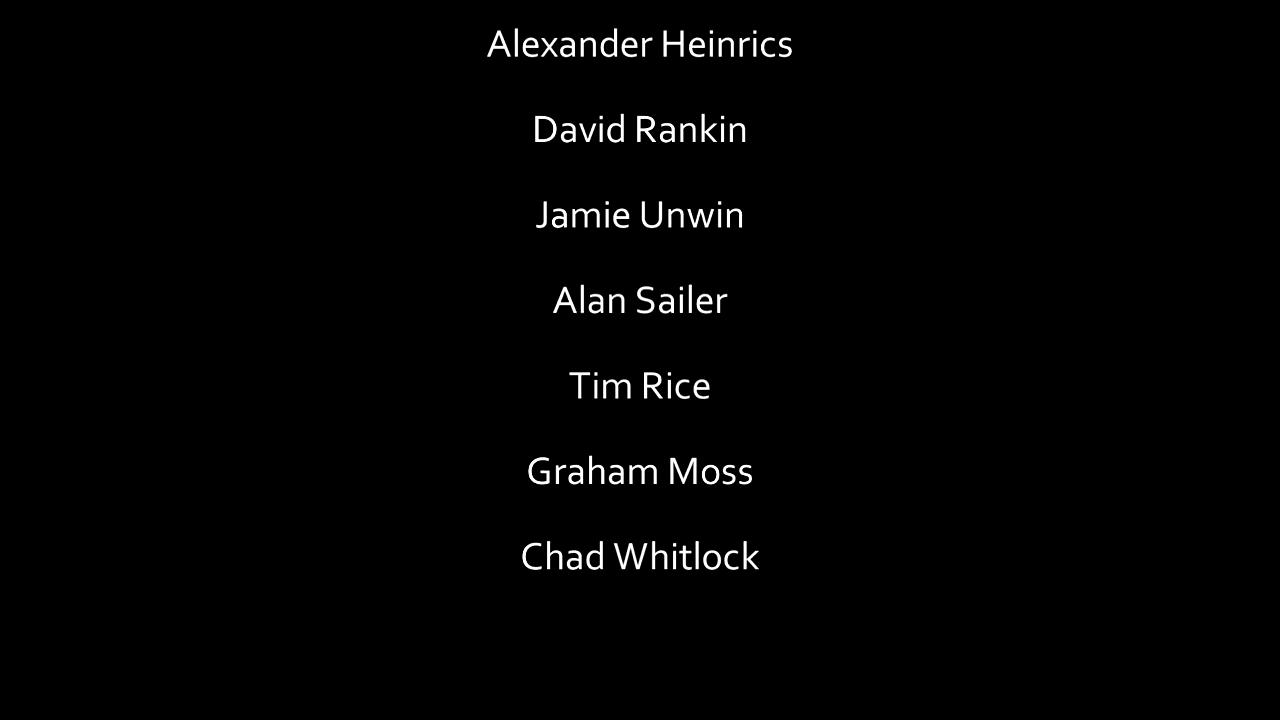 Alexander Heinrics
David Rankin
Jamie Unwin
Alan Sailer
Tim Rice
Graham Moss
Chad Whitlock